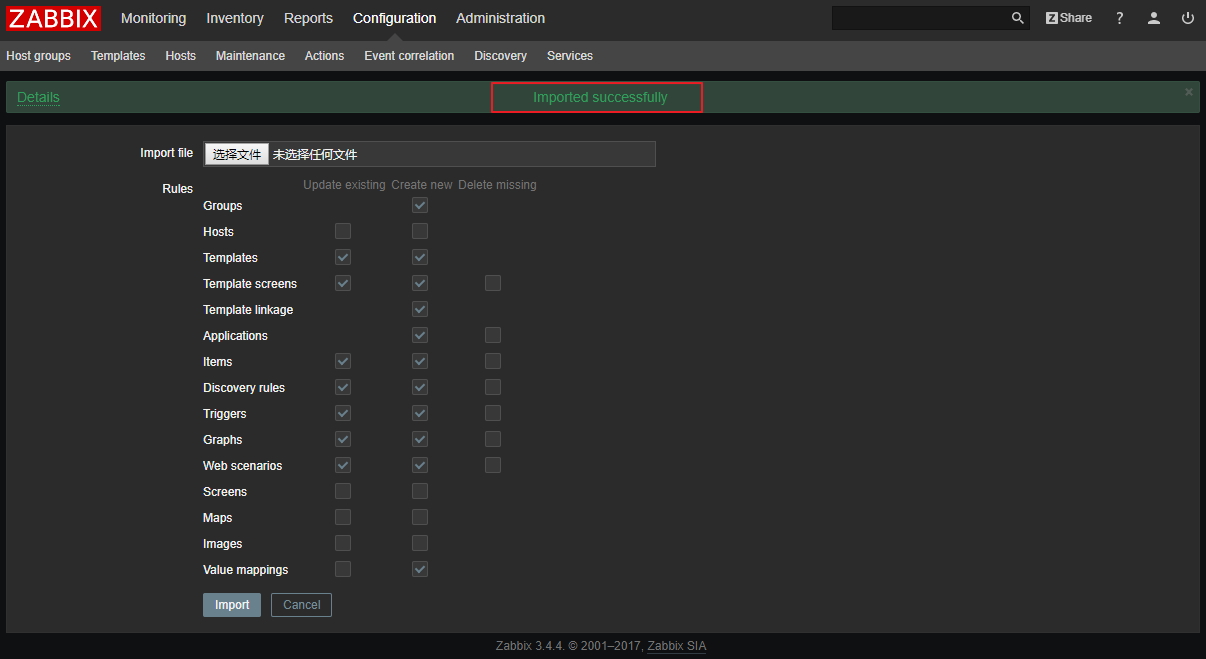 ZABBIX Monitoring Inventory Reports Configuration Administration Z Share ?
Host groups Templates Hosts Maintenance Actions Event correlation Discovery Services
Details Imported successfully ×
Import file 选择文件 未选择任何文件
Rules Update existing Create new Delete missing
Groups
Hosts
Templates
Template screens
Template linkage
Applications
Items
Discovery rules
Triggers
Graphs
Web scenarios
Screens
Maps
Images
Value mappings
Import Cancel
Zabbix 3.4.4. © 2001–2017, Zabbix SIA